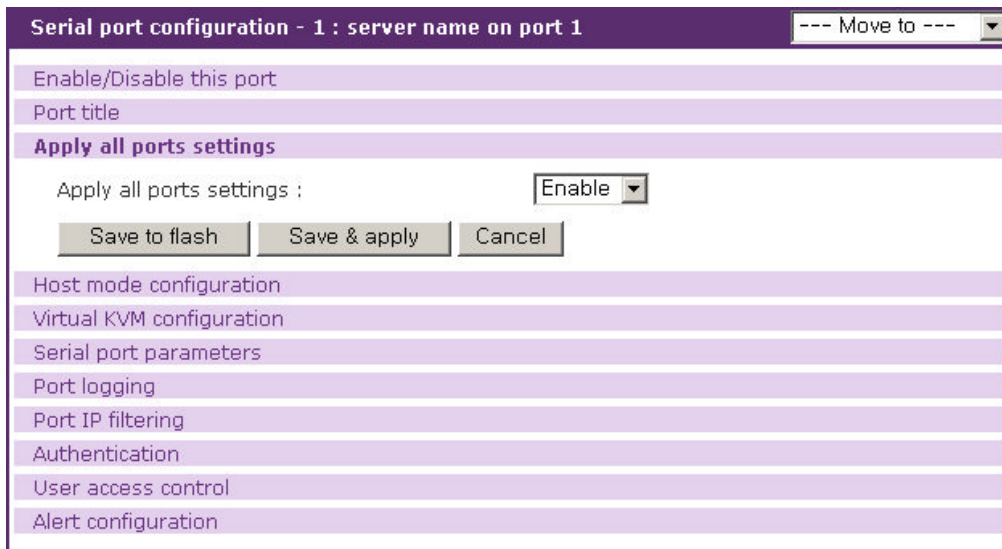 Serial port configuration - 1 : server name on port 1 --- Move to ---
Enable/Disable this port
Port title
Apply all ports settings
Apply all ports settings : Enable
Save to flash Save & apply Cancel
Host mode configuration
Virtual KVM configuration
Serial port parameters
Port logging
Port IP filtering
Authentication
User access control
Alert configuration